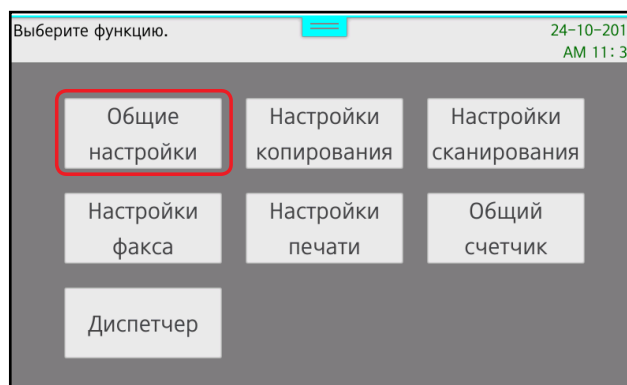 Выберите функцию.
24-10-201
AM 11: 3
Общие
настройки
Настройки
копирования
Настройки
сканирования
Настройки
факса
Настройки
печати
Общий
счетчик
Диспетчер